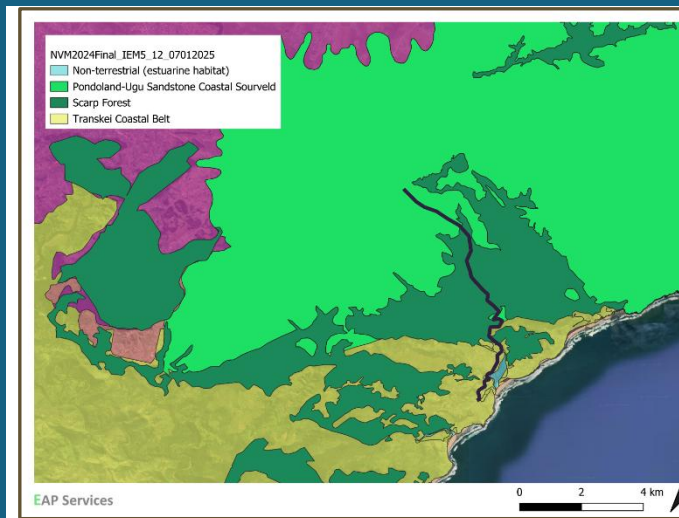 NVM2024Final_IEM5_12_07012025
Non-terrestrial (estuarine habitat)
Pondoland-Ugu Sandstone Coastal Sourveld
Scarp Forest
Transkei Coastal Belt
EAP Services
0 2 4 km